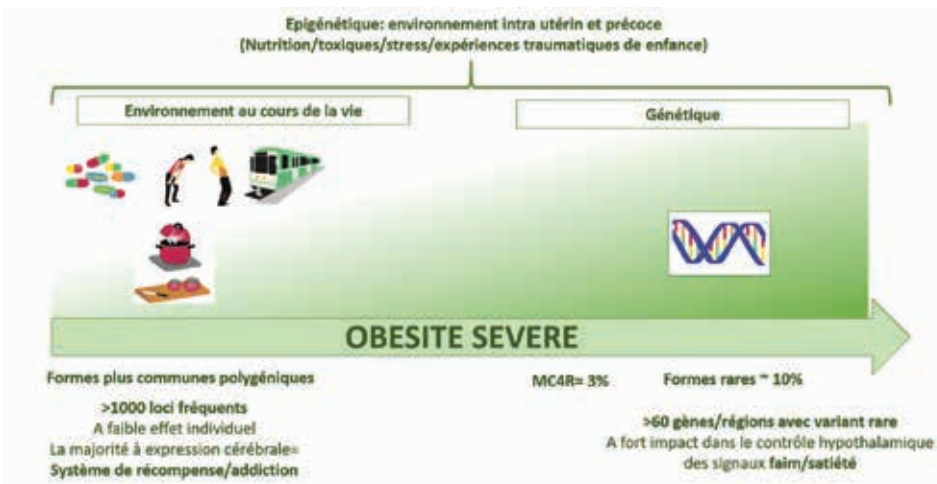 Epigénétique: environnement intra utérin et précoce
(Nutrition/toxiques/stress/expériences traumatiques de enfance)
Environnement au cours de la vie
Génétique
OBESITE SEVERE
Formes plus communes polygéniques
MC4R= 3%
Formes rares ~ 10%
>1000 loci fréquents
A faible effet individuel
La majorité à expression cérébrale=
Système de récompense/addiction
>60 gènes/régions avec variant rare
A fort impact dans le contrôle hypothalamique
des signaux faim/satiété